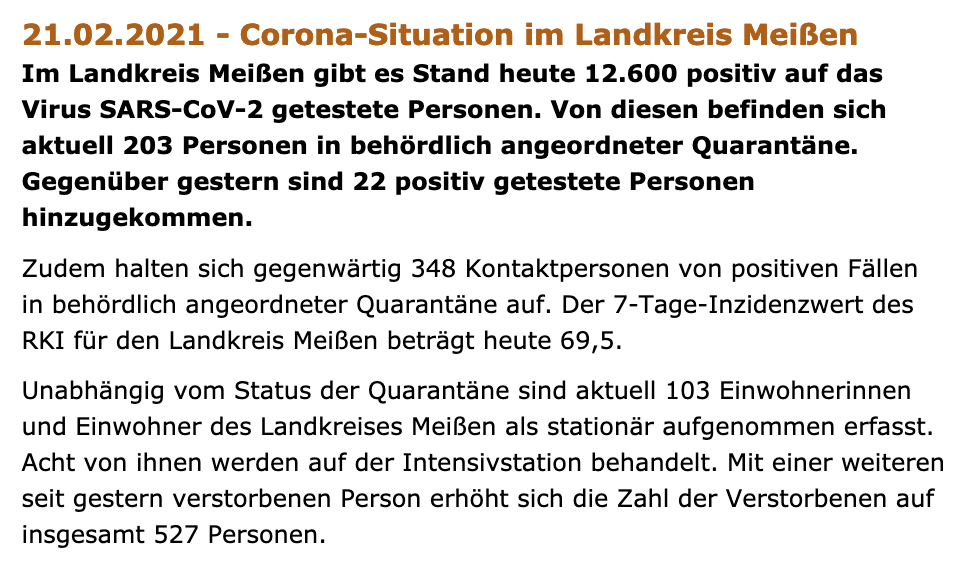 21.02.2021 - Corona-Situation im Landkreis Meißen
Im Landkreis Meißen gibt es Stand heute 12.600 positiv auf das
Virus SARS-CoV-2 getestete Personen. Von diesen befinden sich
aktuell 203 Personen in behördlich angeordneter Quarantäne.
Gegenüber gestern sind 22 positiv getestete Personen
hinzugekommen.
Zudem halten sich gegenwärtig 348 Kontaktpersonen von positiven Fällen
in behördlich angeordneter Quarantäne auf. Der 7-Tage-Inzidenzwert des
RKI für den Landkreis Meißen beträgt heute 69,5.
Unabhängig vom Status der Quarantäne sind aktuell 103 Einwohnerinnen
und Einwohner des Landkreises Meißen als stationär aufgenommen erfasst.
Acht von ihnen werden auf der Intensivstation behandelt. Mit einer weiteren
seit gestern verstorbenen Person erhöht sich die Zahl der Verstorbenen auf
insgesamt 527 Personen.